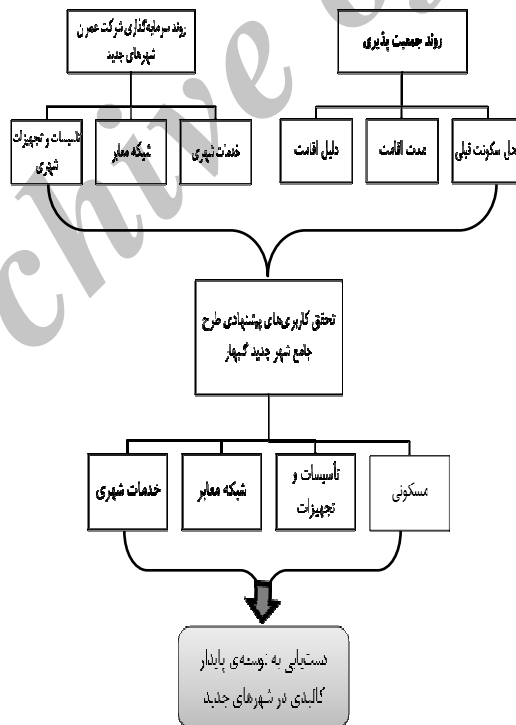 روند جمعیت پذیری
روند سرمایه‌گذاری شرکت عمران
شهرهای جدید
محل سکونت قبلی
مدت اقامت
دلیل اقامت
خدمات شهری
شبکه معابر
تاسیسات و تجهیزات
شهری
تحقق کاربری‌های پیشنهادی طرح
جامع شهر جدید گلبهار
مسکونی
تأسیسات و
تجهیزات
شبکه معابر
خدمات شهری
دستیابی به توسعه‌ی پایدار
کالبدی در شهرهای جدید